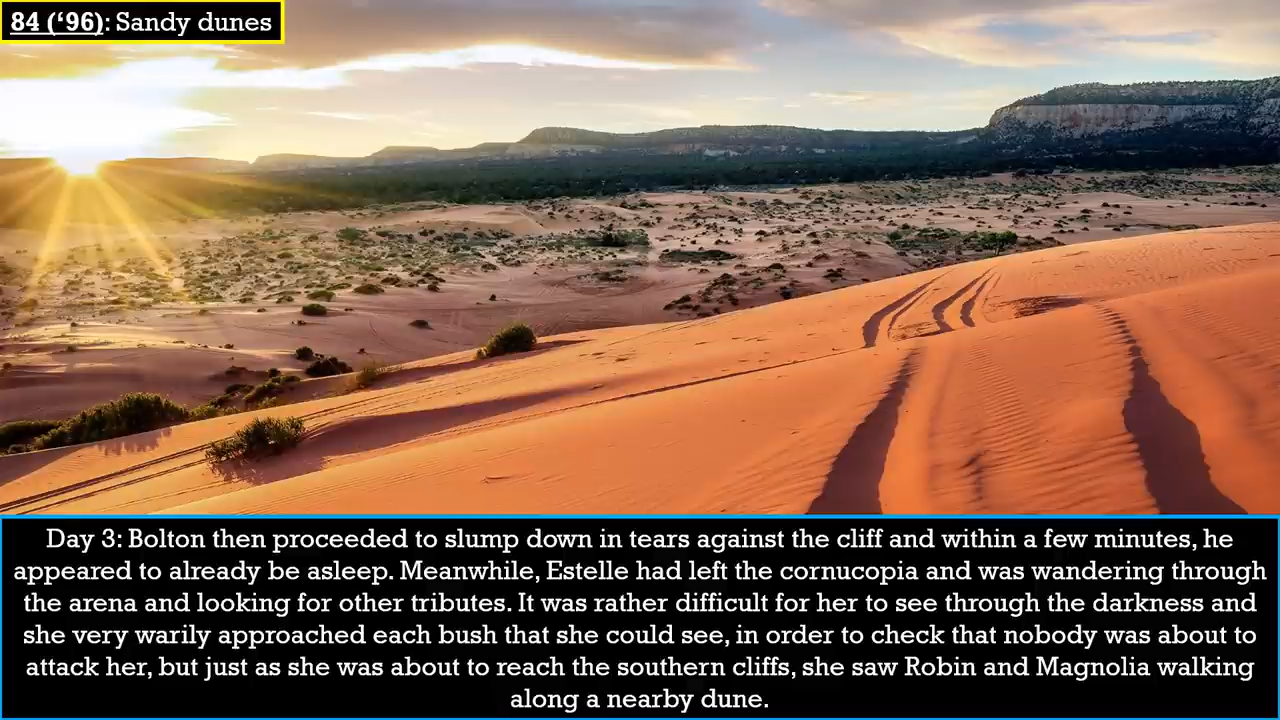 84 (‘96): Sandy dunes
Day 3: Bolton then proceeded to slump down in tears against the cliff and within a few minutes, he
appeared to already be asleep. Meanwhile, Estelle had left the cornucopia and was wandering through
the arena and looking for other tributes. It was rather difficult for her to see through the darkness and
she very warily approached each bush that she could see, in order to check that nobody was about to
attack her, but just as she was about to reach the southern cliffs, she saw Robin and Magnolia walking
along a nearby dune.